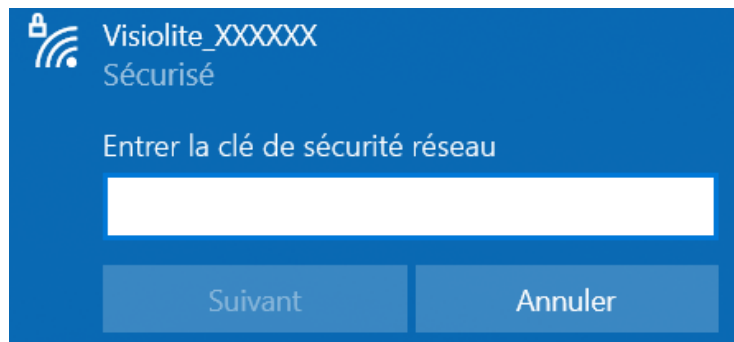 Visiolite_XXXXXX
Sécurisé
Entrer la clé de sécurité réseau
Suivant
Annuler